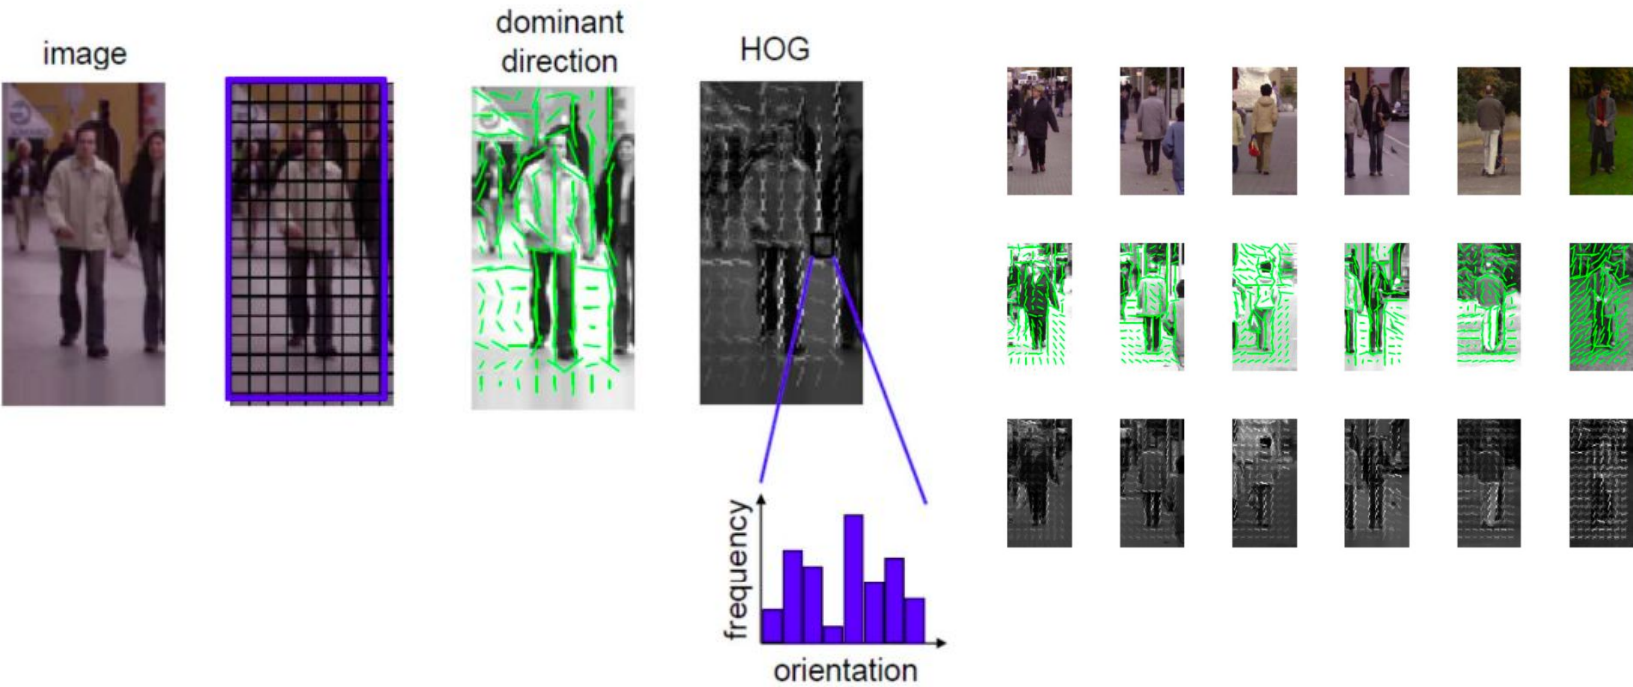 image
dominant
direction
HOG
frequency
orientation